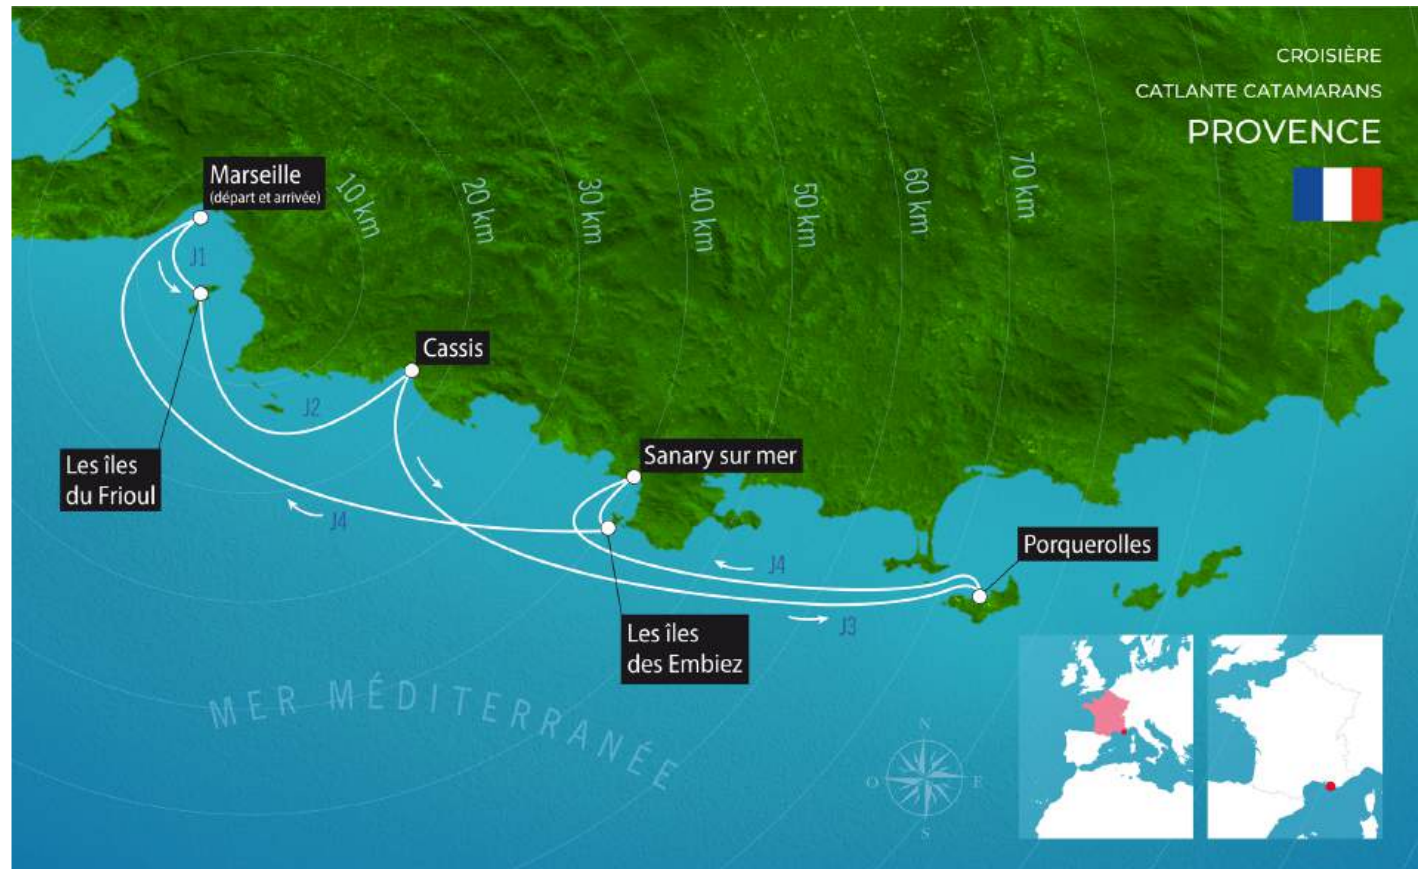 CROISIÈRE
CATLANTE CATAMARANS
PROVENCE
Marseille
(départ et arrivée)
10 km
20 km
30 km
40 km
50 km
60 km
70 km
J1
Cassis
J2
Les îles
du Frioul
Sanary sur mer
J4
J4
Porquerolles
J3
Les îles
des Embiez
MER MÉDITERRANÉE
N
O
E
S